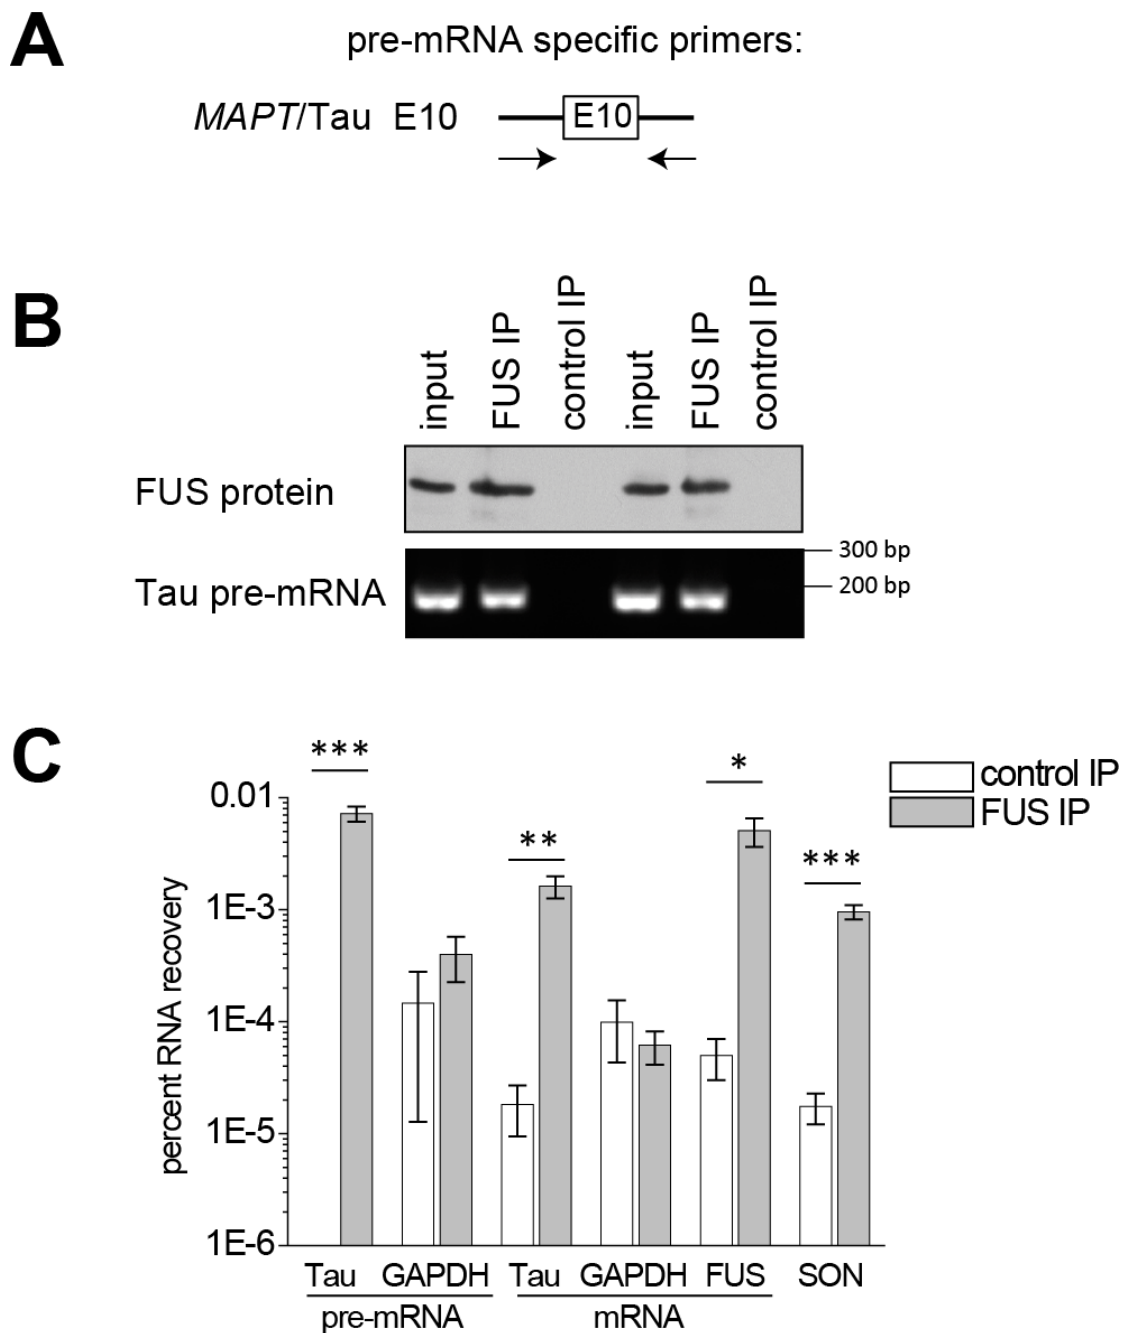 A
pre-mRNA specific primers:
MAPT/Tau E10
E10
B
input
FUS IP
control IP
input
FUS IP
control IP
FUS protein
Tau pre-mRNA
300 bp
200 bp
C
***
**
*
***
control IP
FUS IP
percent RNA recovery
0.01
1E-3
1E-4
1E-5
1E-6
Tau GAPDH Tau GAPDH FUS SON
pre-mRNA mRNA